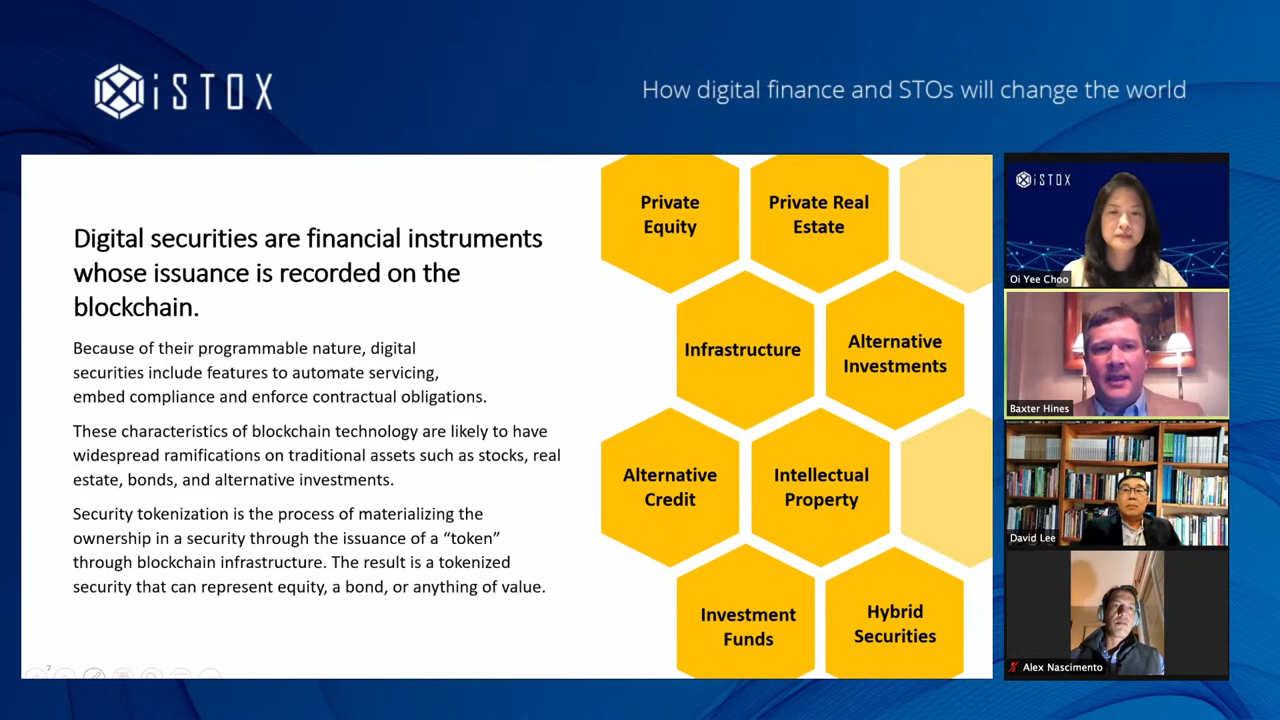 iSTOX
How digital finance and STOs will change the world
Digital securities are financial instruments
whose issuance is recorded on the
blockchain.
Because of their programmable nature, digital
securities include features to automate servicing,
embed compliance and enforce contractual obligations.
These characteristics of blockchain technology are likely to have
widespread ramifications on traditional assets such as stocks, real
estate, bonds, and alternative investments.
Security tokenization is the process of materializing the
ownership in a security through the issuance of a “token”
through blockchain infrastructure. The result is a tokenized
security that can represent equity, a bond, or anything of value.
7
Private
Equity
Private Real
Estate
Infrastructure
Alternative
Investments
Alternative
Credit
Intellectual
Property
Investment
Funds
Hybrid
Securities
iSTOX
Oi Yee Choo
Baxter Hines
David Lee
Alex Nascimento